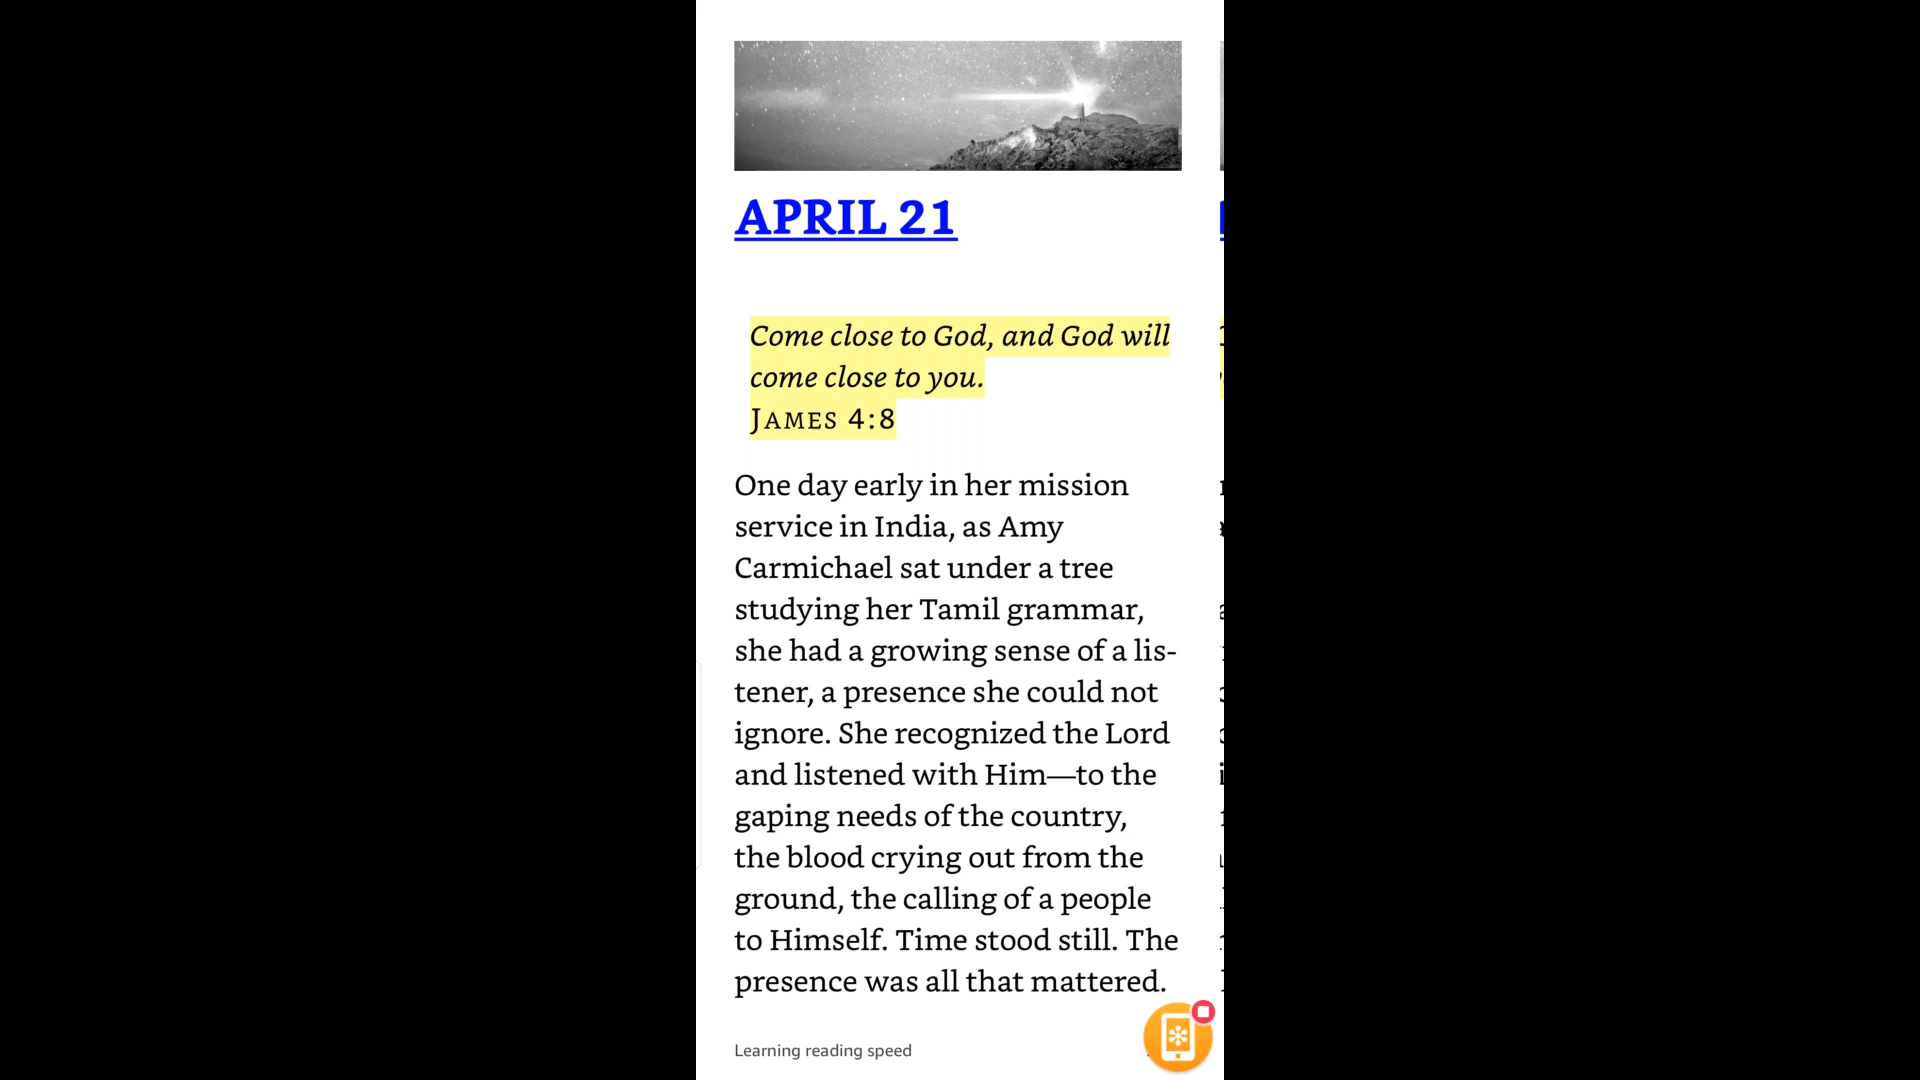 APRIL 21
Come close to God, and God will
come close to you.
JAMES 4:8
One day early in her mission
service in India, as Amy
Carmichael sat under a tree
studying her Tamil grammar,
she had a growing sense of a lis-
tener, a presence she could not
ignore. She recognized the Lord
and listened with Him—to the
gaping needs of the country,
the blood crying out from the
ground, the calling of a people
to Himself. Time stood still. The
presence was all that mattered.
Learning reading speed